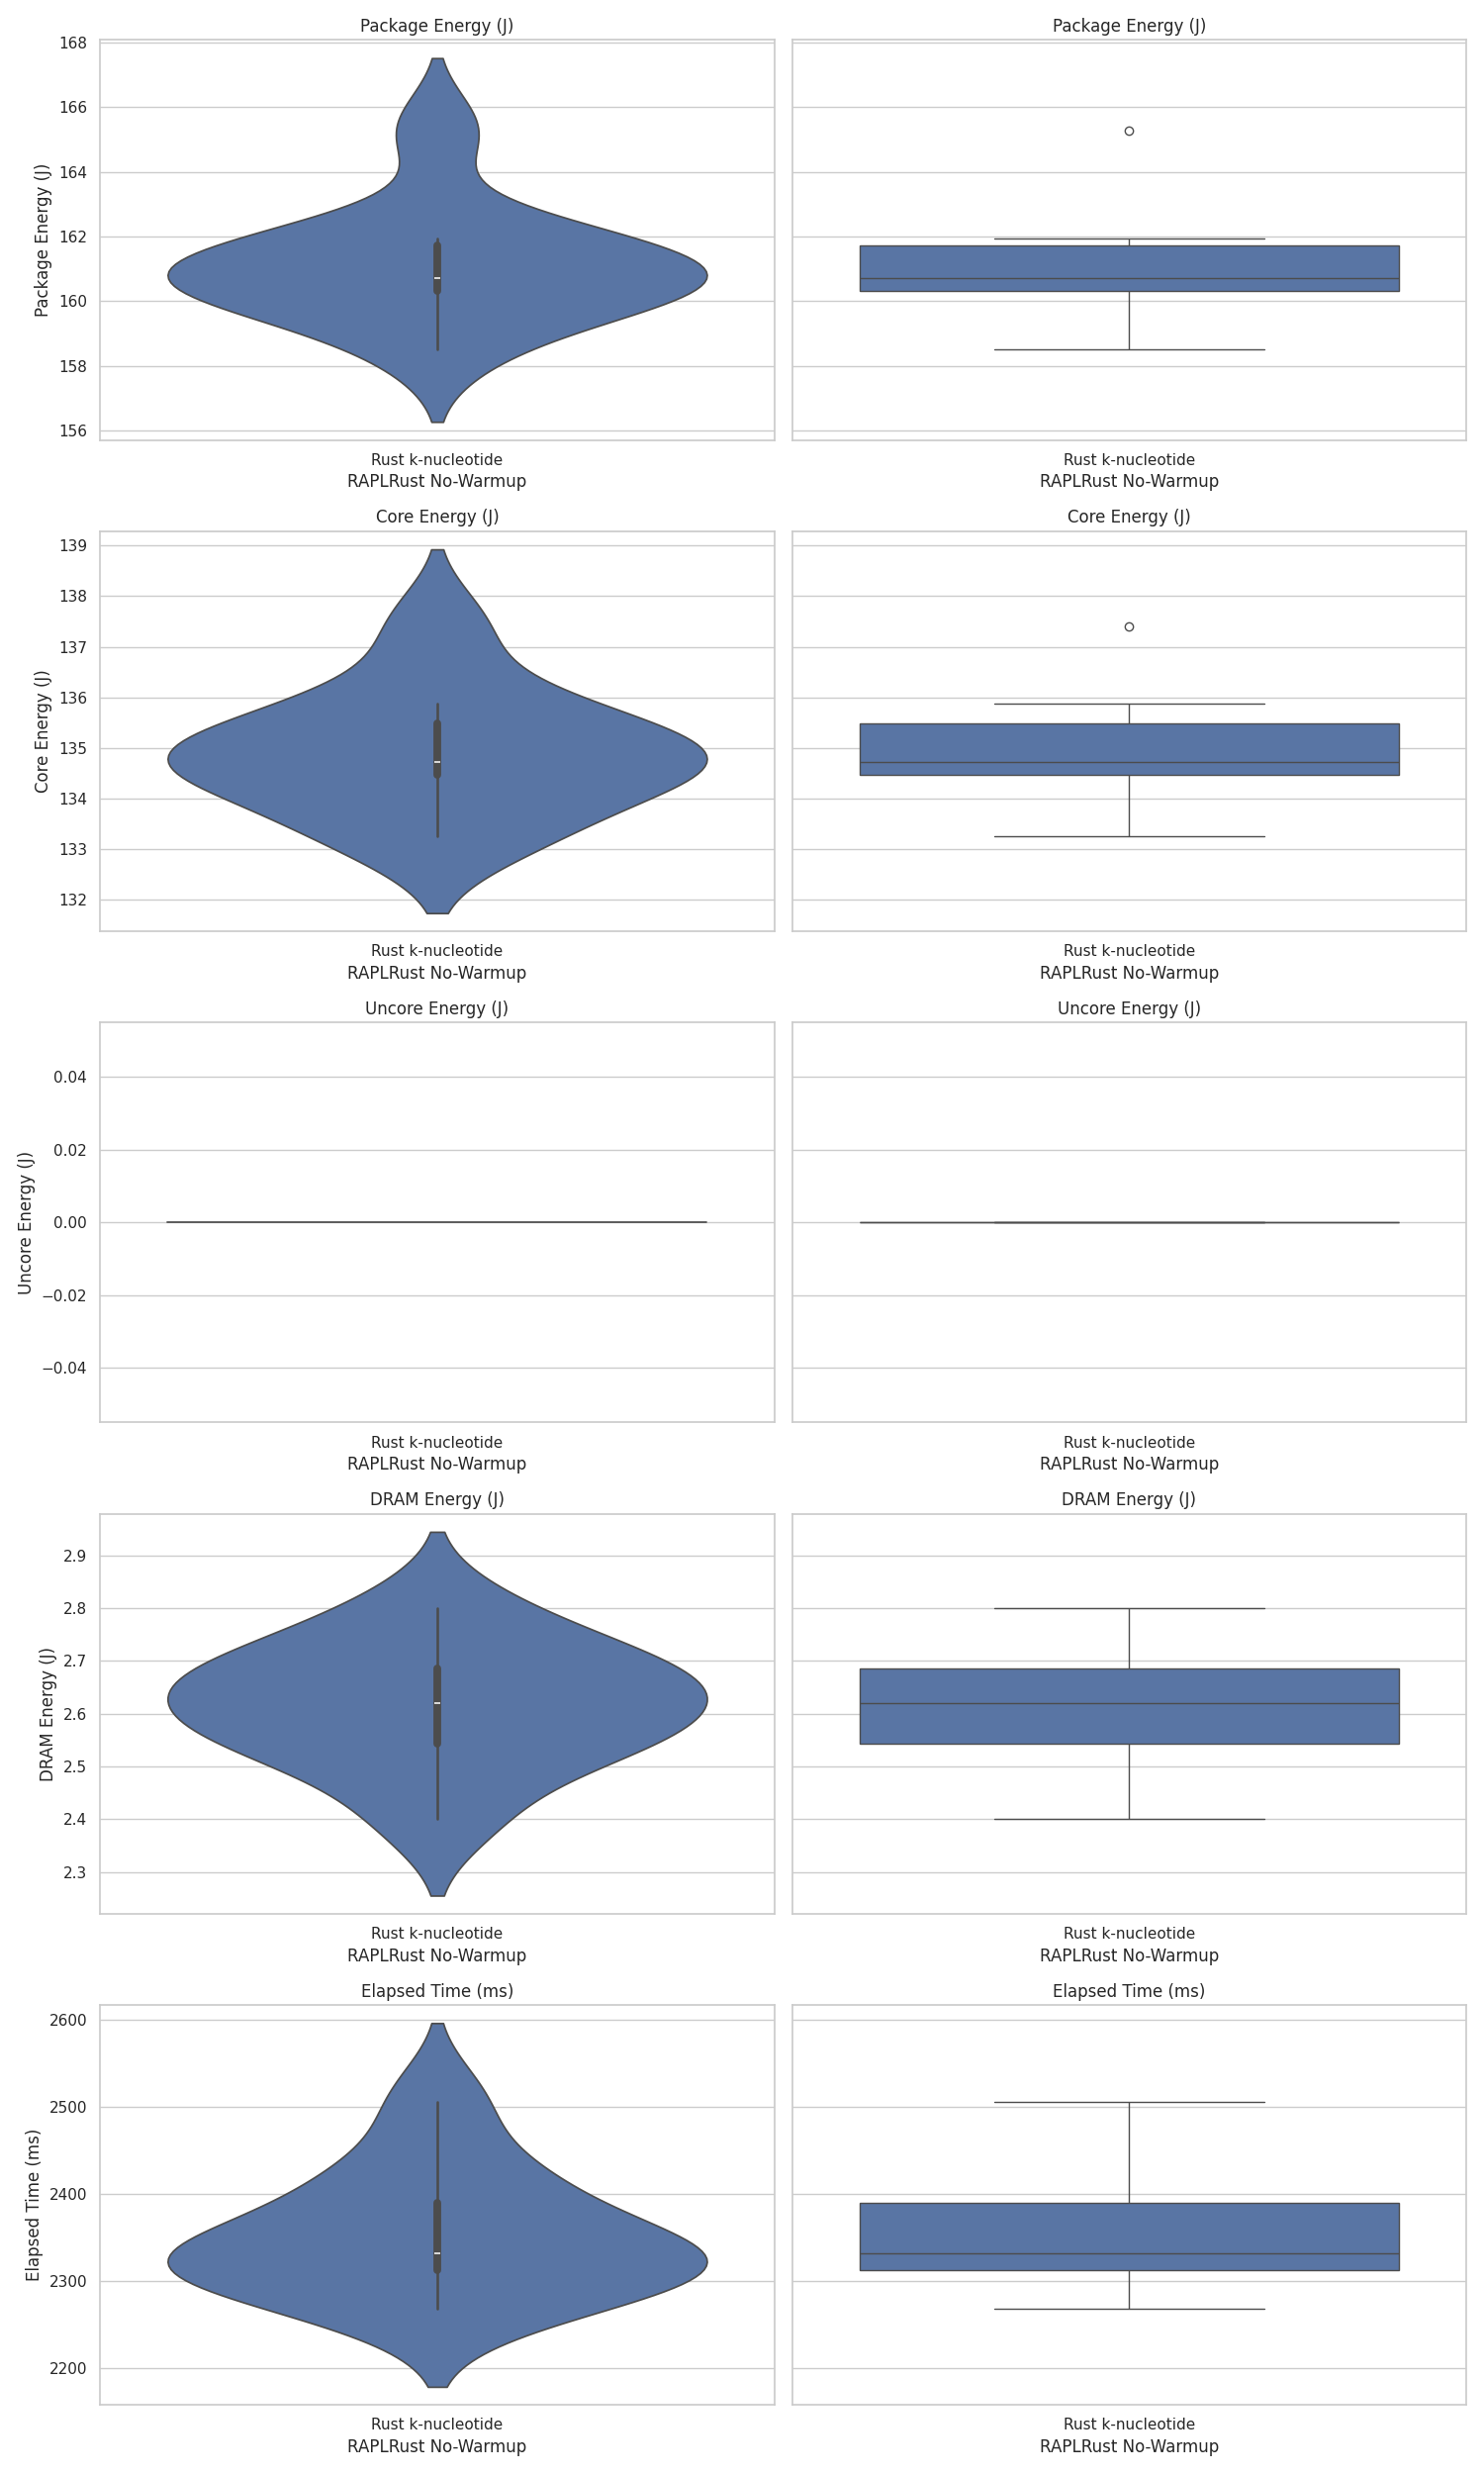 Package Energy (J)
Package Energy (J)
Package Energy (J)
168
166
164
162
160
158
156
Rust k-nucleotide
RAPLRust No-Warmup
Rust k-nucleotide
RAPLRust No-Warmup
Core Energy (J)
Core Energy (J)
Core Energy (J)
139
138
137
136
135
134
133
132
Rust k-nucleotide
RAPLRust No-Warmup
Rust k-nucleotide
RAPLRust No-Warmup
Uncore Energy (J)
Uncore Energy (J)
Uncore Energy (J)
0.04
0.02
0.00
−0.02
−0.04
Rust k-nucleotide
RAPLRust No-Warmup
Rust k-nucleotide
RAPLRust No-Warmup
DRAM Energy (J)
DRAM Energy (J)
DRAM Energy (J)
2.9
2.8
2.7
2.6
2.5
2.4
2.3
Rust k-nucleotide
RAPLRust No-Warmup
Rust k-nucleotide
RAPLRust No-Warmup
Elapsed Time (ms)
Elapsed Time (ms)
Elapsed Time (ms)
2600
2500
2400
2300
2200
Rust k-nucleotide
RAPLRust No-Warmup
Rust k-nucleotide
RAPLRust No-Warmup